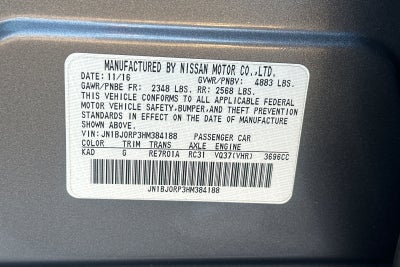 MANUFACTURED BY NISSAN MOTOR CO.,LTD.
DATE: 11/16 GVWR/PNBV: 4883 LBS.
GAWR/PNBE FR: 2348 LBS. RR: 2568 LBS.
THIS VEHICLE CONFORMS TO ALL APPLICABLE FEDERAL
MOTOR VEHICLE SAFETY,BUMPER,AND THEFT PREVENTION
STANDARDS IN EFFECT ON THE DATE OF MANUFACTURE
SHOWN ABOVE.
VIN: JN1BJ0RP3HM384188 PASSENGER CAR
COLOR TRIM TRANS AXLE ENGINE
KAD G RE7R01A RC31 VQ37(VHR) 3696CC
JN1BJ0RP3HM384188